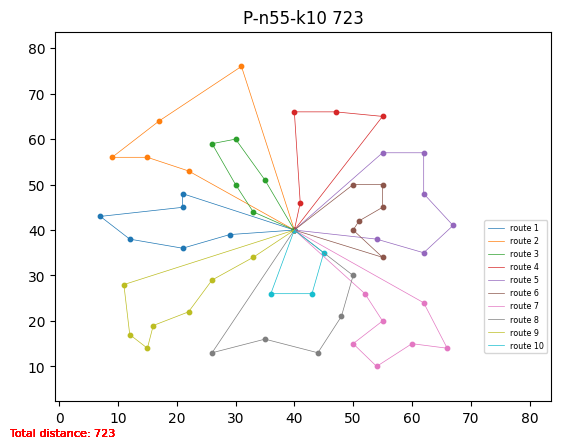 P-n55-k10 723
80
70
60
50
40
30
20
10
0 10 20 30 40 50 60 70 80
route 1
route 2
route 3
route 4
route 5
route 6
route 7
route 8
route 9
route 10
Total distance: 723